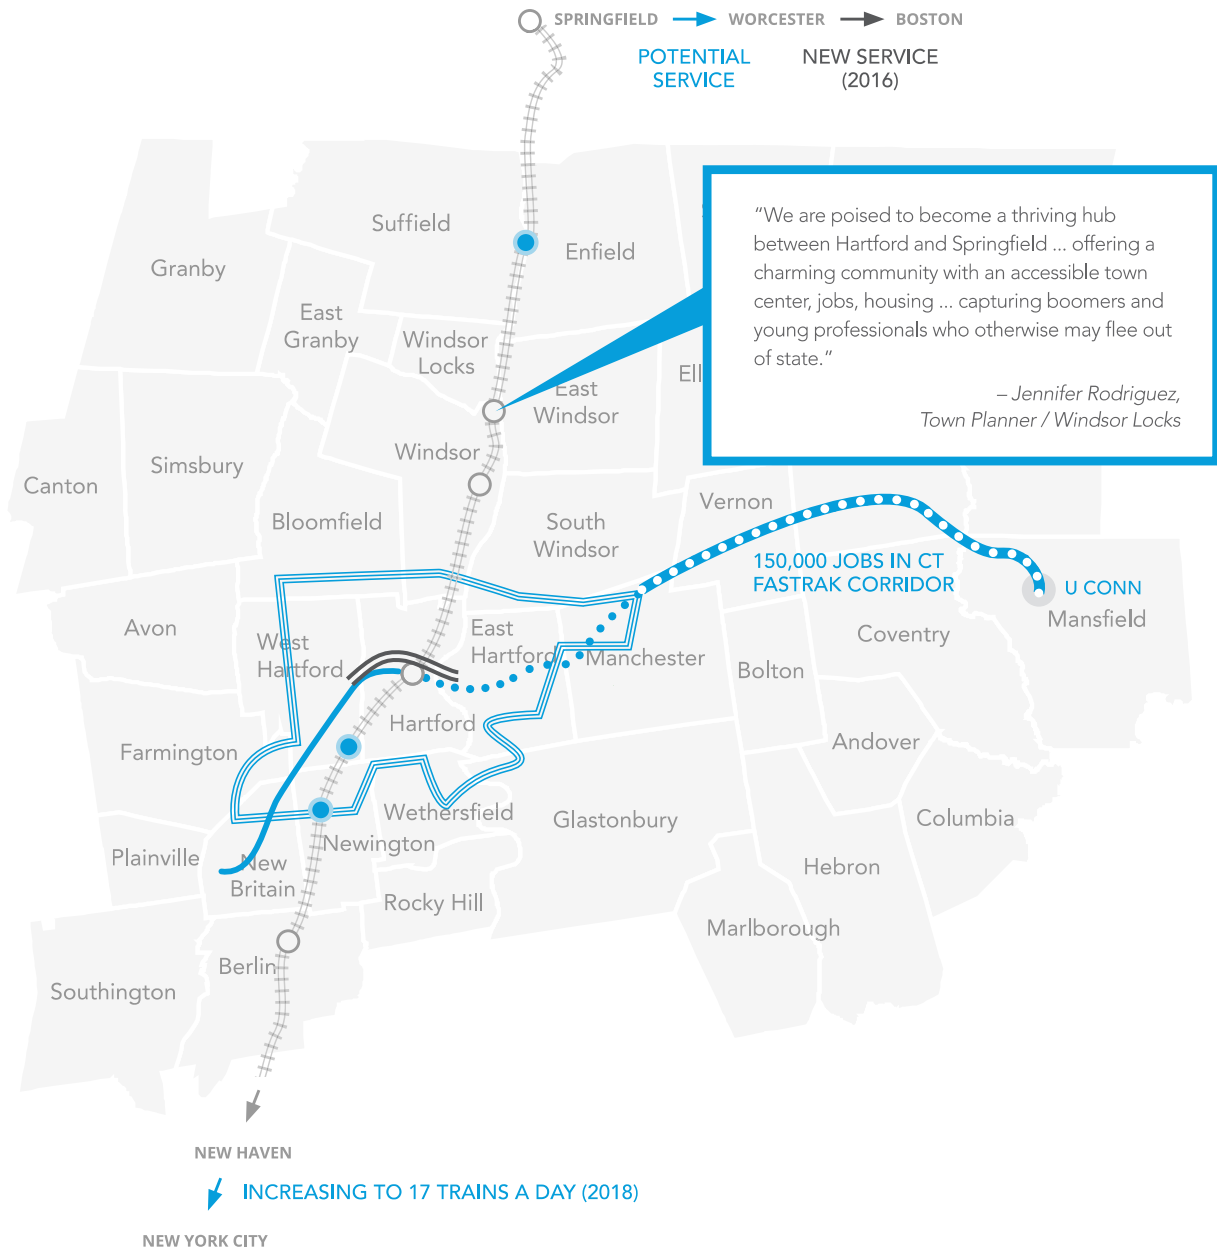 SPRINGFIELD WORCESTER BOSTON
POTENTIAL
SERVICE
NEW SERVICE
(2016)
“We are poised to become a thriving hub
between Hartford and Springfield ... offering a
charming community with an accessible town
center, jobs, housing ... capturing boomers and
young professionals who otherwise may flee out
of state.”
– Jennifer Rodriguez,
Town Planner / Windsor Locks
Suffield
Enfield
Granby
East
Granby
Windsor
Locks
Ell
East
Windsor
Windsor
Simsbury
Canton
Vernon
Bloomfield
South
Windsor
150,000 JOBS IN CT
FASTRAK CORRIDOR
U CONN
Mansfield
Avon
West
Hartford
East
Hartford
Manchester
Coventry
Bolton
Hartford
Farmington
Andover
Wethersfield
Glastonbury
Columbia
Newington
Plainville
New
Britain
Hebron
Rocky Hill
Marlborough
Berlin
Southington
NEW HAVEN
INCREASING TO 17 TRAINS A DAY (2018)
NEW YORK CITY